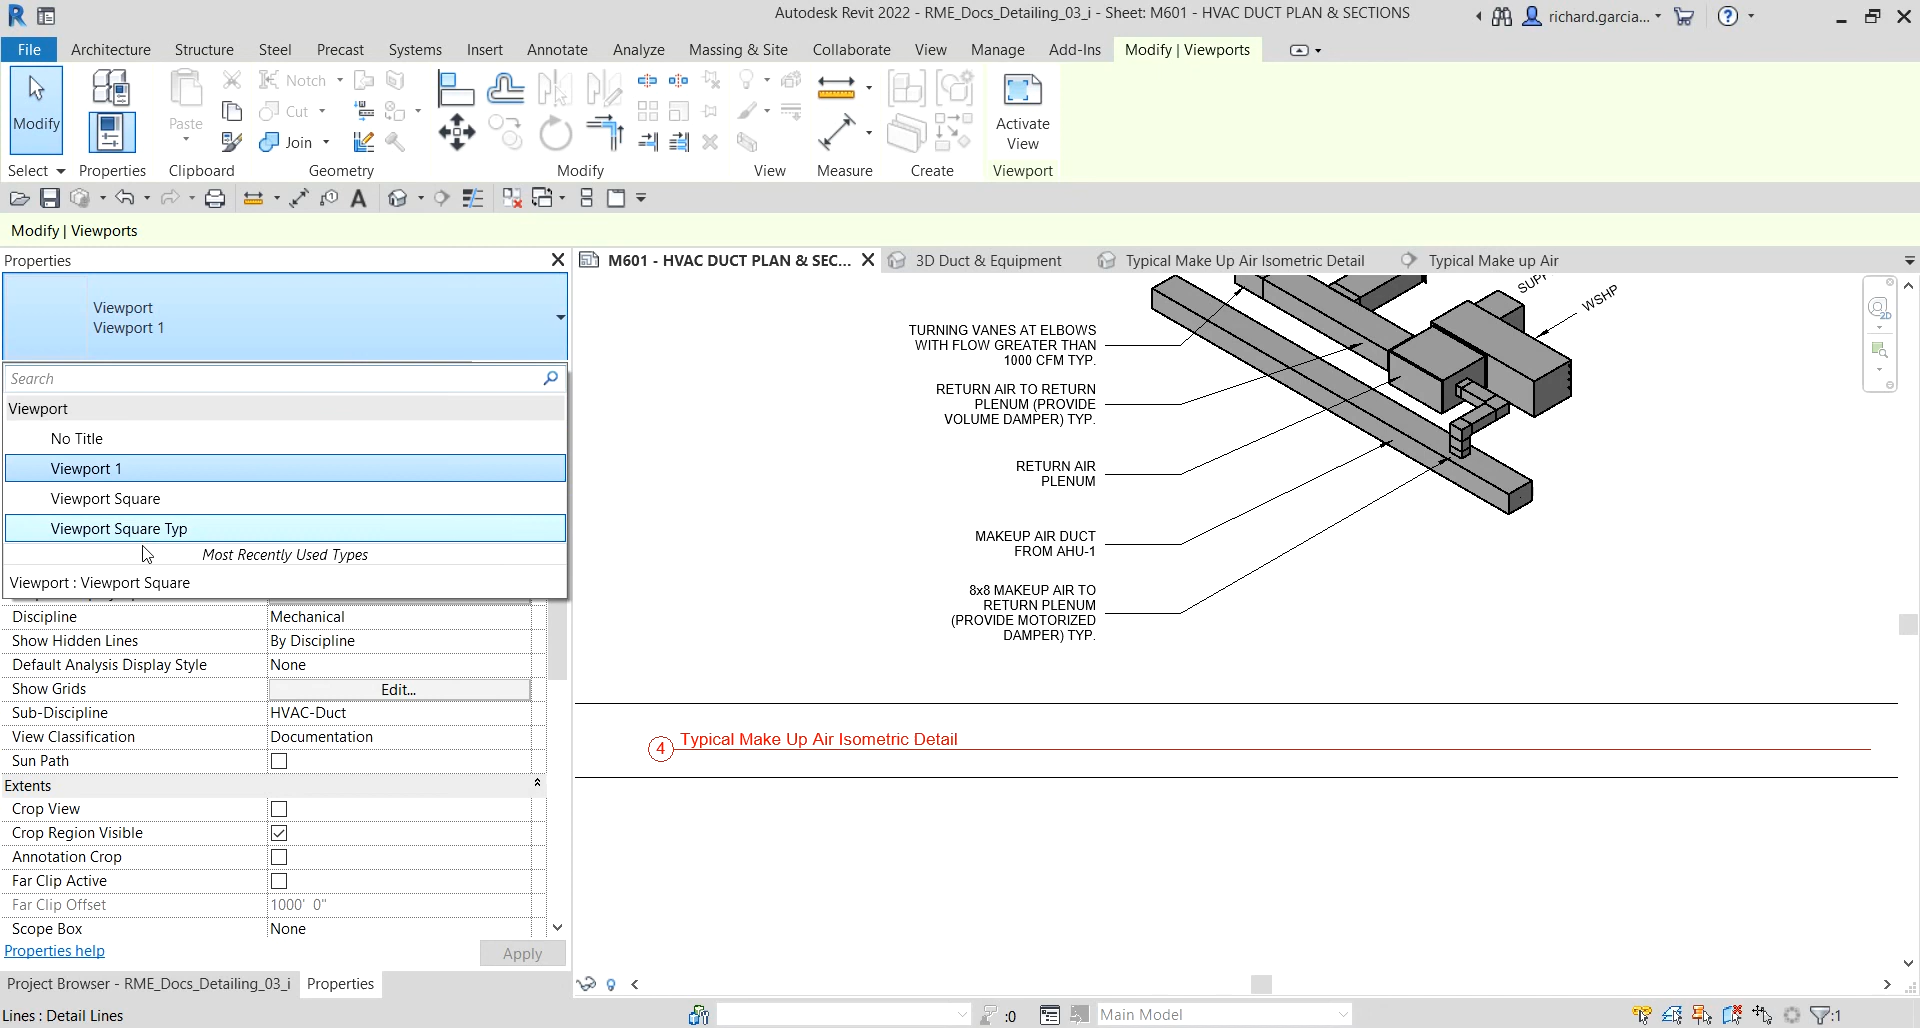 Autodesk Revit 2022 - RME_Docs_Detailing_03_i - Sheet: M601 - HVAC DUCT PLAN & SECTIONS
richard.garcia...
File Architecture Structure Steel Precast Systems Insert Annotate Analyze Massing & Site Collaborate View Manage Add-Ins Modify | Viewports
Modify
Paste
Notch
Cut
Join
Activate
View
Select Properties Clipboard Geometry Modify View Measure Create Viewport
Modify | Viewports
Properties
M601 - HVAC DUCT PLAN & SEC... 3D Duct & Equipment Typical Make Up Air Isometric Detail Typical Make up Air
Viewport
Viewport 1
Search
Viewport
No Title
Viewport 1
Viewport Square
Viewport Square Typ
Most Recently Used Types
Viewport : Viewport Square
Discipline Mechanical
Show Hidden Lines By Discipline
Default Analysis Display Style None
Show Grids Edit...
Sub-Discipline HVAC-Duct
View Classification Documentation
Sun Path
Extents
Crop View
Crop Region Visible
Annotation Crop
Far Clip Active
Far Clip Offset 1000' 0"
Scope Box None
Properties help Apply
Project Browser - RME_Docs_Detailing_03_i Properties
WSHP
TURNING VANES AT ELBOWS
WITH FLOW GREATER THAN
1000 CFM TYP.
RETURN AIR TO RETURN
PLENUM (PROVIDE
VOLUME DAMPER) TYP.
RETURN AIR
PLENUM
MAKEUP AIR DUCT
FROM AHU-1
8x8 MAKEUP AIR TO
RETURN PLENUM
(PROVIDE MOTORIZED
DAMPER) TYP.
4 Typical Make Up Air Isometric Detail
2D
Lines : Detail Lines
:0
Main Model
:1